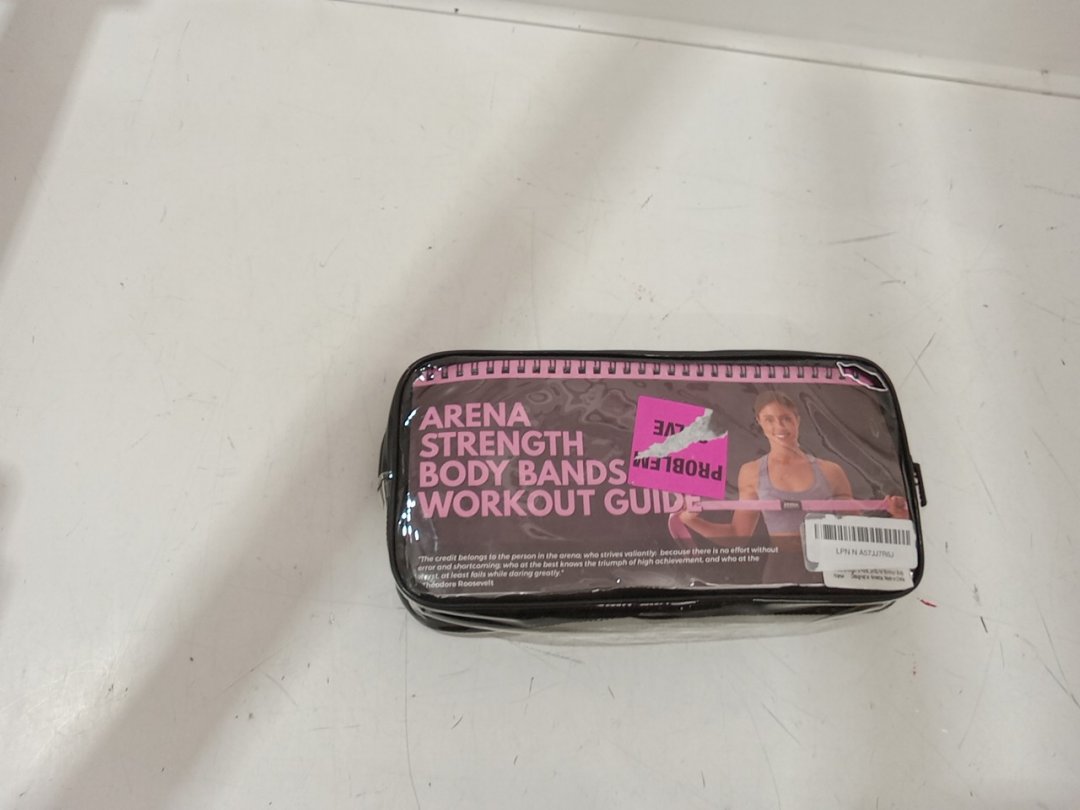 ARENA
STRENGTH
BODY BANDS
WORKOUT GUIDE
PROBLEM
"The credit belongs to the person in the arena; who strives valiantly; because there is no effort without
error and shortcoming; who at the best knows the triumph of high achievement, and who at the
worst, at least fails while daring greatly."
Theodore Roosevelt